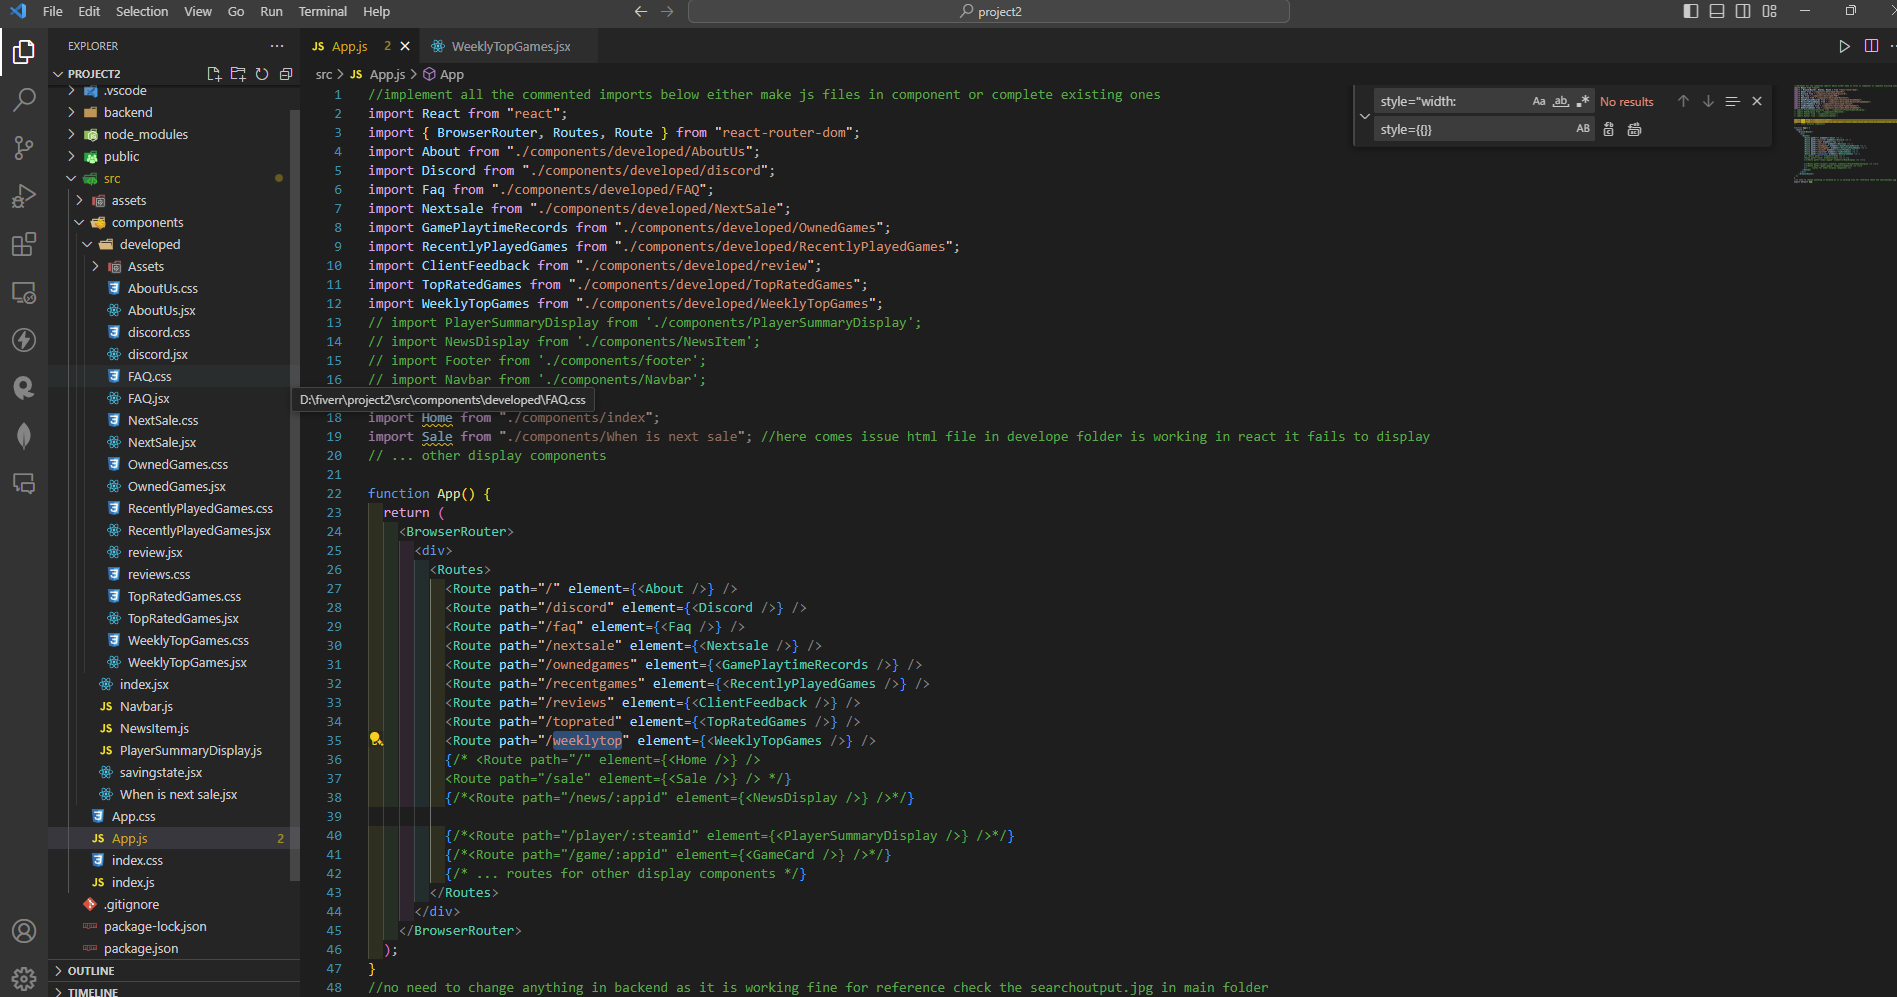 File Edit Selection View Go Run Terminal Help
project2
EXPLORER
PROJECT2
.vscode
backend
node_modules
public
src
assets
components
developed
Assets
AboutUs.css
AboutUs.jsx
discord.css
discord.jsx
FAQ.css
FAQ.jsx
NextSale.css
NextSale.jsx
OwnedGames.css
OwnedGames.jsx
RecentlyPlayedGames.css
RecentlyPlayedGames.jsx
review.jsx
reviews.css
TopRatedGames.css
TopRatedGames.jsx
WeeklyTopGames.css
WeeklyTopGames.jsx
index.jsx
JS Navbar.js
JS NewsItem.js
JS PlayerSummaryDisplay.js
savingstate.jsx
When is next sale.jsx
App.css
JS App.js 2
index.css
JS index.js
.gitignore
package-lock.json
package.json
OUTLINE
TIMELINE
JS App.js 2
WeeklyTopGames.jsx
src > JS App.js > App
style="width: Aa ab No results
style={{}} AB
D:\fiverr\project2\src\components\developed\FAQ.css
1 //implement all the commented imports below either make js files in component or complete existing ones
2 import React from "react";
3 import { BrowserRouter, Routes, Route } from "react-router-dom";
4 import About from "./components/developed/AboutUs";
5 import Discord from "./components/developed/discord";
6 import Faq from "./components/developed/FAQ";
7 import Nextsale from "./components/developed/NextSale";
8 import GamePlaytimeRecords from "./components/developed/OwnedGames";
9 import RecentlyPlayedGames from "./components/developed/RecentlyPlayedGames";
10 import ClientFeedback from "./components/developed/review";
11 import TopRatedGames from "./components/developed/TopRatedGames";
12 import WeeklyTopGames from "./components/developed/WeeklyTopGames";
13 // import PlayerSummaryDisplay from './components/PlayerSummaryDisplay';
14 // import NewsDisplay from './components/NewsItem';
15 // import Footer from './components/footer';
16 // import Navbar from './components/Navbar';
18 import Home from "./components/index";
19 import Sale from "./components/When is next sale"; //here comes issue html file in develope folder is working in react it fails to display
20 // ... other display components
21
22 function App() {
23 return (
24 <BrowserRouter>
25 <div>
26 <Routes>
27 <Route path="/" element={<About />} />
28 <Route path="/discord" element={<Discord />} />
29 <Route path="/faq" element={<Faq />} />
30 <Route path="/nextsale" element={<Nextsale />} />
31 <Route path="/ownedgames" element={<GamePlaytimeRecords />} />
32 <Route path="/recentgames" element={<RecentlyPlayedGames />} />
33 <Route path="/reviews" element={<ClientFeedback />} />
34 <Route path="/toprated" element={<TopRatedGames />} />
35 <Route path="/weeklytop" element={<WeeklyTopGames />} />
36 {/* <Route path="/" element={<Home />} />
37 <Route path="/sale" element={<Sale />} /> */}
38 {/*<Route path="/news/:appid" element={<NewsDisplay />} />*/}
39
40 {/*<Route path="/player/:steamid" element={<PlayerSummaryDisplay />} />*/}
41 {/*<Route path="/game/:appid" element={<GameCard />} />*/}
42 {/* ... routes for other display components */}
43 </Routes>
44 </div>
45 </BrowserRouter>
46 );
47 }
48 //no need to change anything in backend as it is working fine for reference check the searchoutput.jpg in main folder